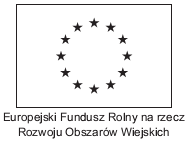 Europejski Fundusz Rolny na rzecz
Rozwoju Obszarów Wiejskich